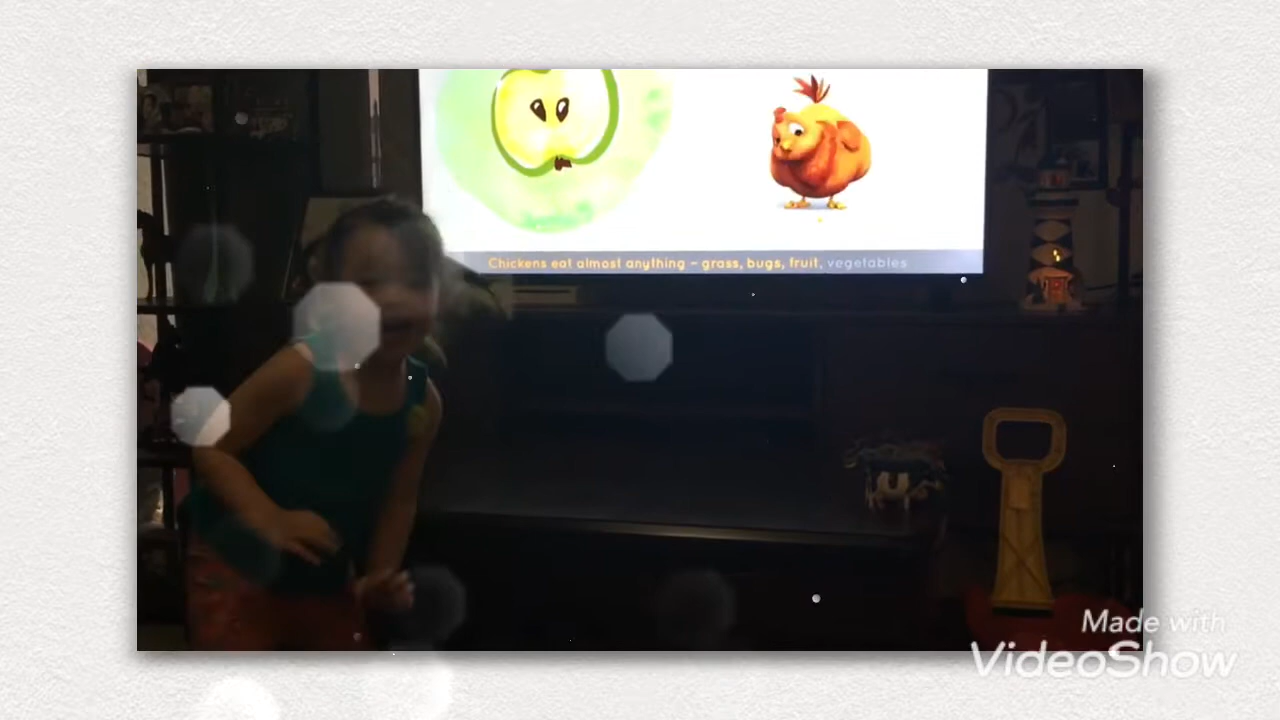 Chickens eat almost anything – grass, bugs, fruit, vegetables
Made with
VideoShow